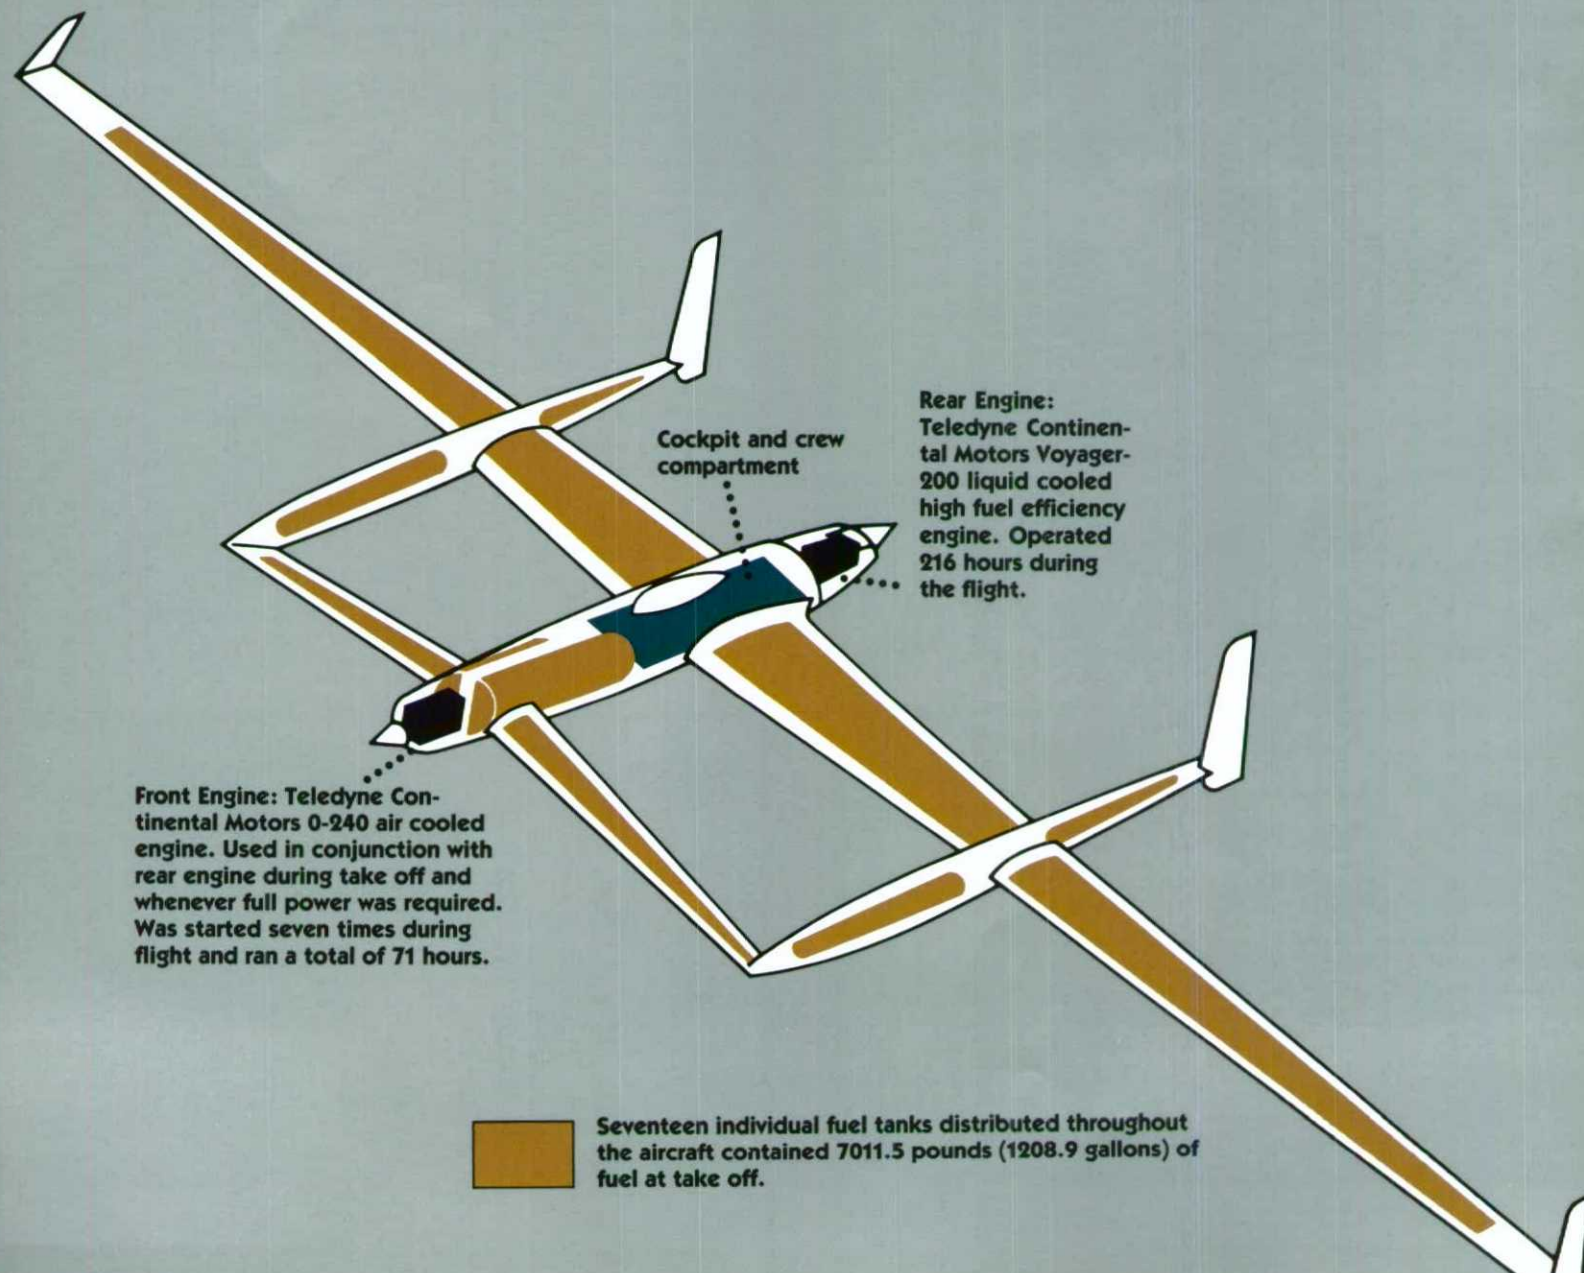 Cockpit and crew
compartment
Rear Engine:
Teledyne Continen-
tal Motors Voyager-
200 liquid cooled
high fuel efficiency
engine. Operated
216 hours during
the flight.
Front Engine: Teledyne Con-
tinental Motors 0-240 air cooled
engine. Used in conjunction with
rear engine during take off and
whenever full power was required.
Was started seven times during
flight and ran a total of 71 hours.
Seventeen individual fuel tanks distributed throughout
the aircraft contained 7011.5 pounds (1208.9 gallons) of
fuel at take off.